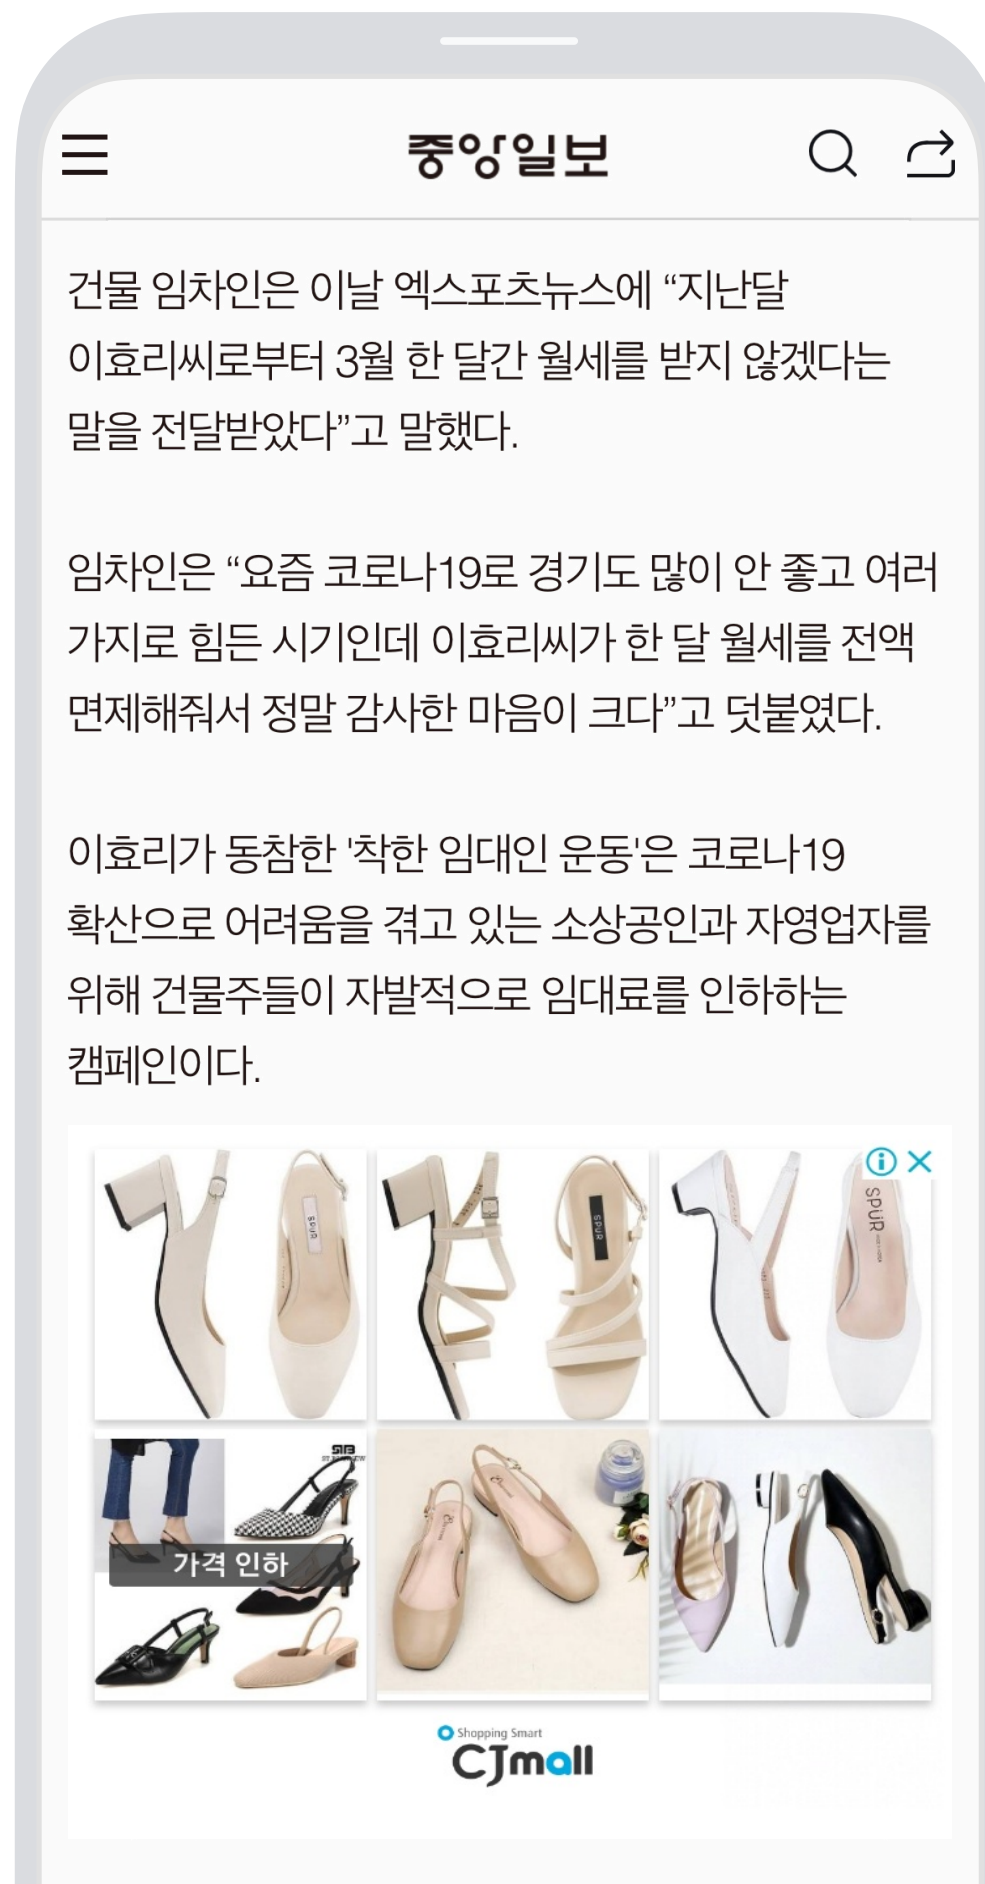 중앙일보
건물 임차인은 이날 엑스포츠뉴스에 “지난달
이효리씨로부터 3월 한 달간 월세를 받지 않겠다는
말을 전달받았다”고 말했다.
임차인은 “요즘 코로나19로 경기도 많이 안 좋고 여러
가지로 힘든 시기인데 이효리씨가 한 달 월세를 전액
면제해줘서 정말 감사한 마음이 크다”고 덧붙였다.
이효리가 동참한 '착한 임대인 운동'은 코로나19
확산으로 어려움을 겪고 있는 소상공인과 자영업자를
위해 건물주들이 자발적으로 임대료를 인하하는
캠페인이다.
SPUR
SPUR
SPÜR
가격 인하
Shopping Smart
CJmall